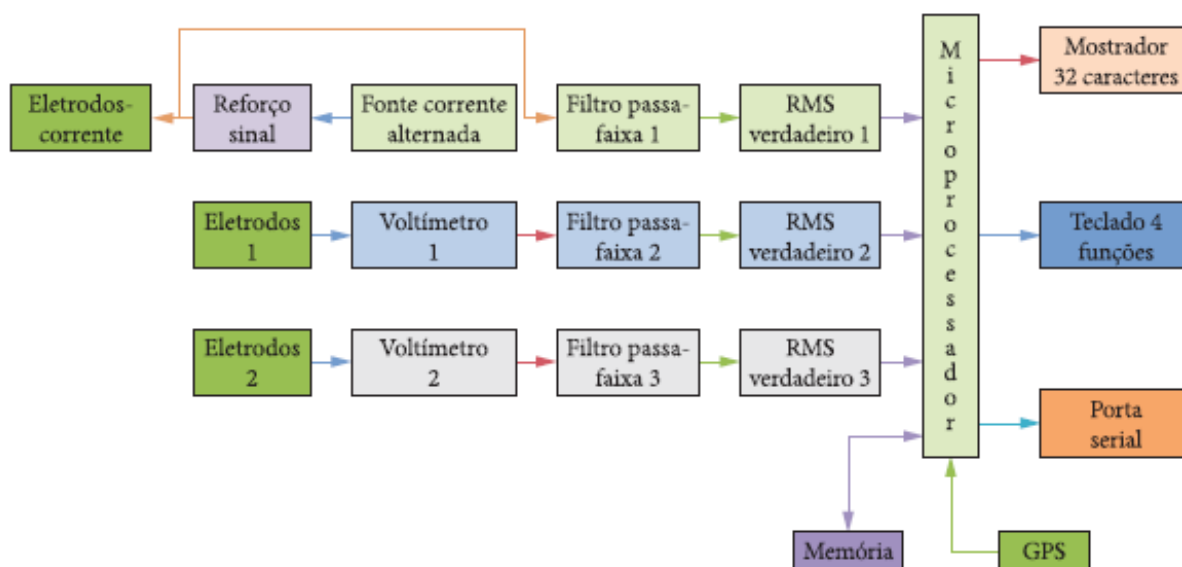 Mostrador
32 caracteres
Eletrodos-
corrente
Reforço
sinal
Fonte corrente
alternada
Filtro passa-
faixa 1
RMS
verdadeiro 1
Microprocessador
Eletrodos
1
Voltímetro
1
Filtro passa-
faixa 2
RMS
verdadeiro 2
Teclado 4
funções
Eletrodos
2
Voltímetro
2
Filtro passa-
faixa 3
RMS
verdadeiro 3
Porta
serial
Memória
GPS